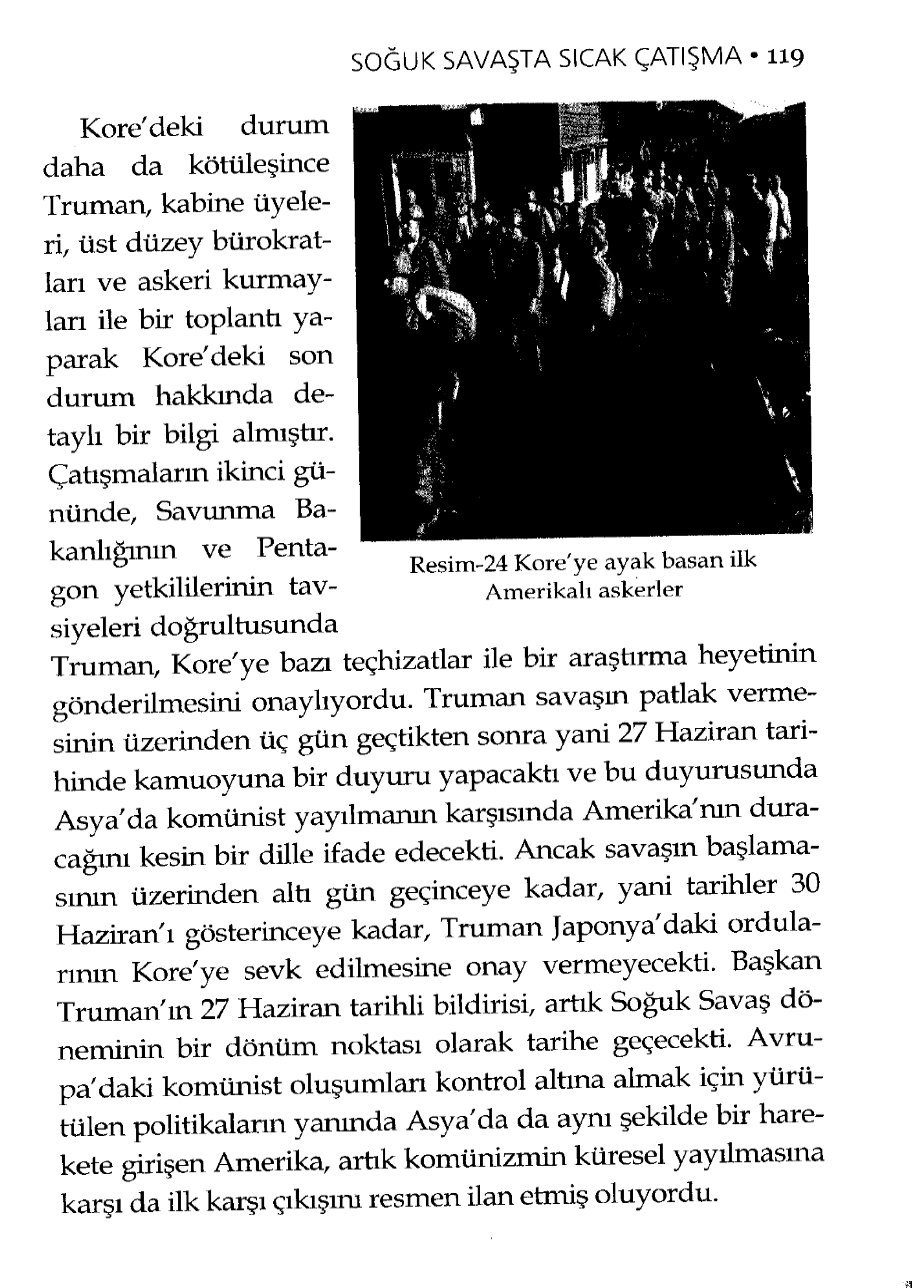 SOĞUK SAVAŞTA SICAK ÇATIŞMA • 119
Kore'deki durum
daha da kötüleşince
Truman, kabine üyele-
ri, üst düzey bürokrat-
ları ve askeri kurmay-
ları ile bir toplantı ya-
parak Kore'deki son
durum hakkında de-
taylı bir bilgi almıştır.
Çatışmaların ikinci gü-
nünde, Savunma Ba-
kanlığının ve Penta-
gon yetkililerinin tav-
siyeleri doğrultusunda
Resim-24 Kore'ye ayak basan ilk
Amerikalı askerler
Truman, Kore'ye bazı teçhizatlar ile bir araştırma heyetinin
gönderilmesini onaylıyordu. Truman savaşın patlak verme-
sinin üzerinden üç gün geçtikten sonra yani 27 Haziran tari-
hinde kamuoyuna bir duyuru yapacaktı ve bu duyurusunda
Asya'da komünist yayılmanın karşısında Amerika'nın dura-
cağını kesin bir dille ifade edecekti. Ancak savaşın başlama-
sının üzerinden altı gün geçinceye kadar, yani tarihler 30
Haziran'ı gösterinceye kadar, Truman Japonya'daki ordula-
rının Kore'ye sevk edilmesine onay vermeyecekti. Başkan
Truman'ın 27 Haziran tarihli bildirisi, artık Soğuk Savaş dö-
neminin bir dönüm noktası olarak tarihe geçecekti. Avru-
pa'daki komünist oluşumları kontrol altına almak için yürü-
tülen politikaların yanında Asya'da da aynı şekilde bir hare-
kete girişen Amerika, artık komünizmin küresel yayılmasına
karşı da ilk karşı çıkışını resmen ilan etmiş oluyordu.